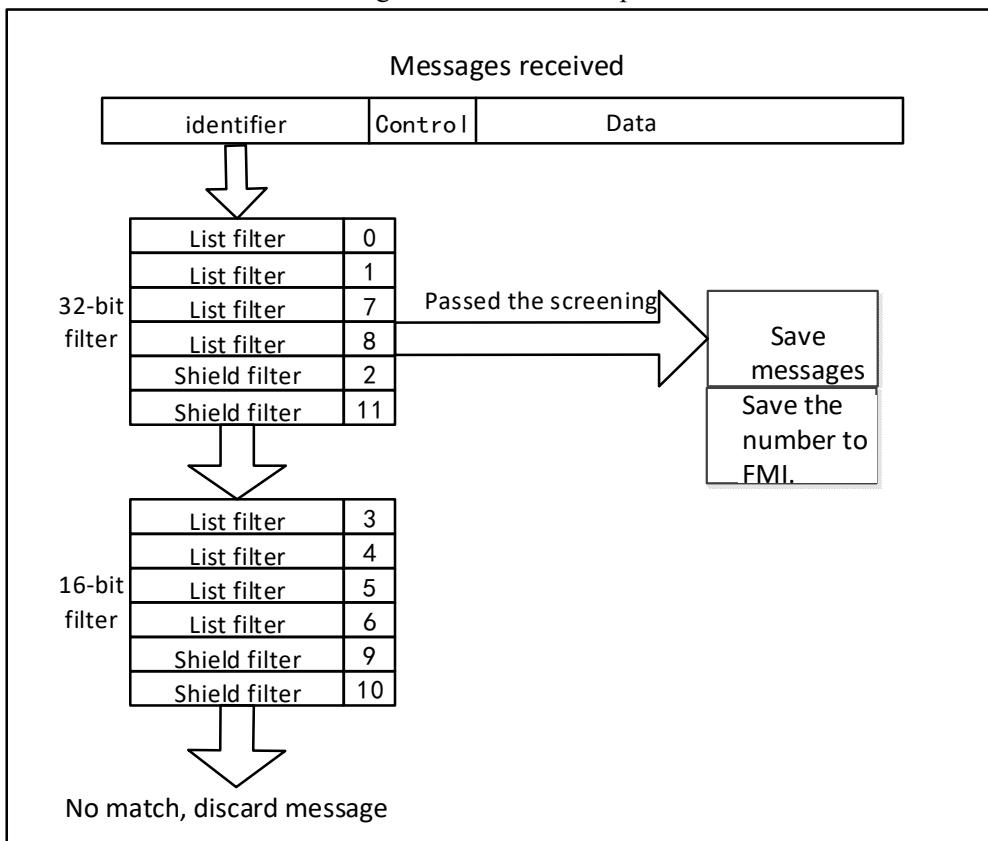 Messages received
identifier Control Data
List filter 0
List filter 1
List filter 7
List filter 8
Shield filter 2
Shield filter 11
32-bit
filter
Passed the screening
Save
messages
Save the
number to
FMI.
List filter 3
List filter 4
List filter 5
List filter 6
Shield filter 9
Shield filter 10
16-bit
filter
No match, discard message